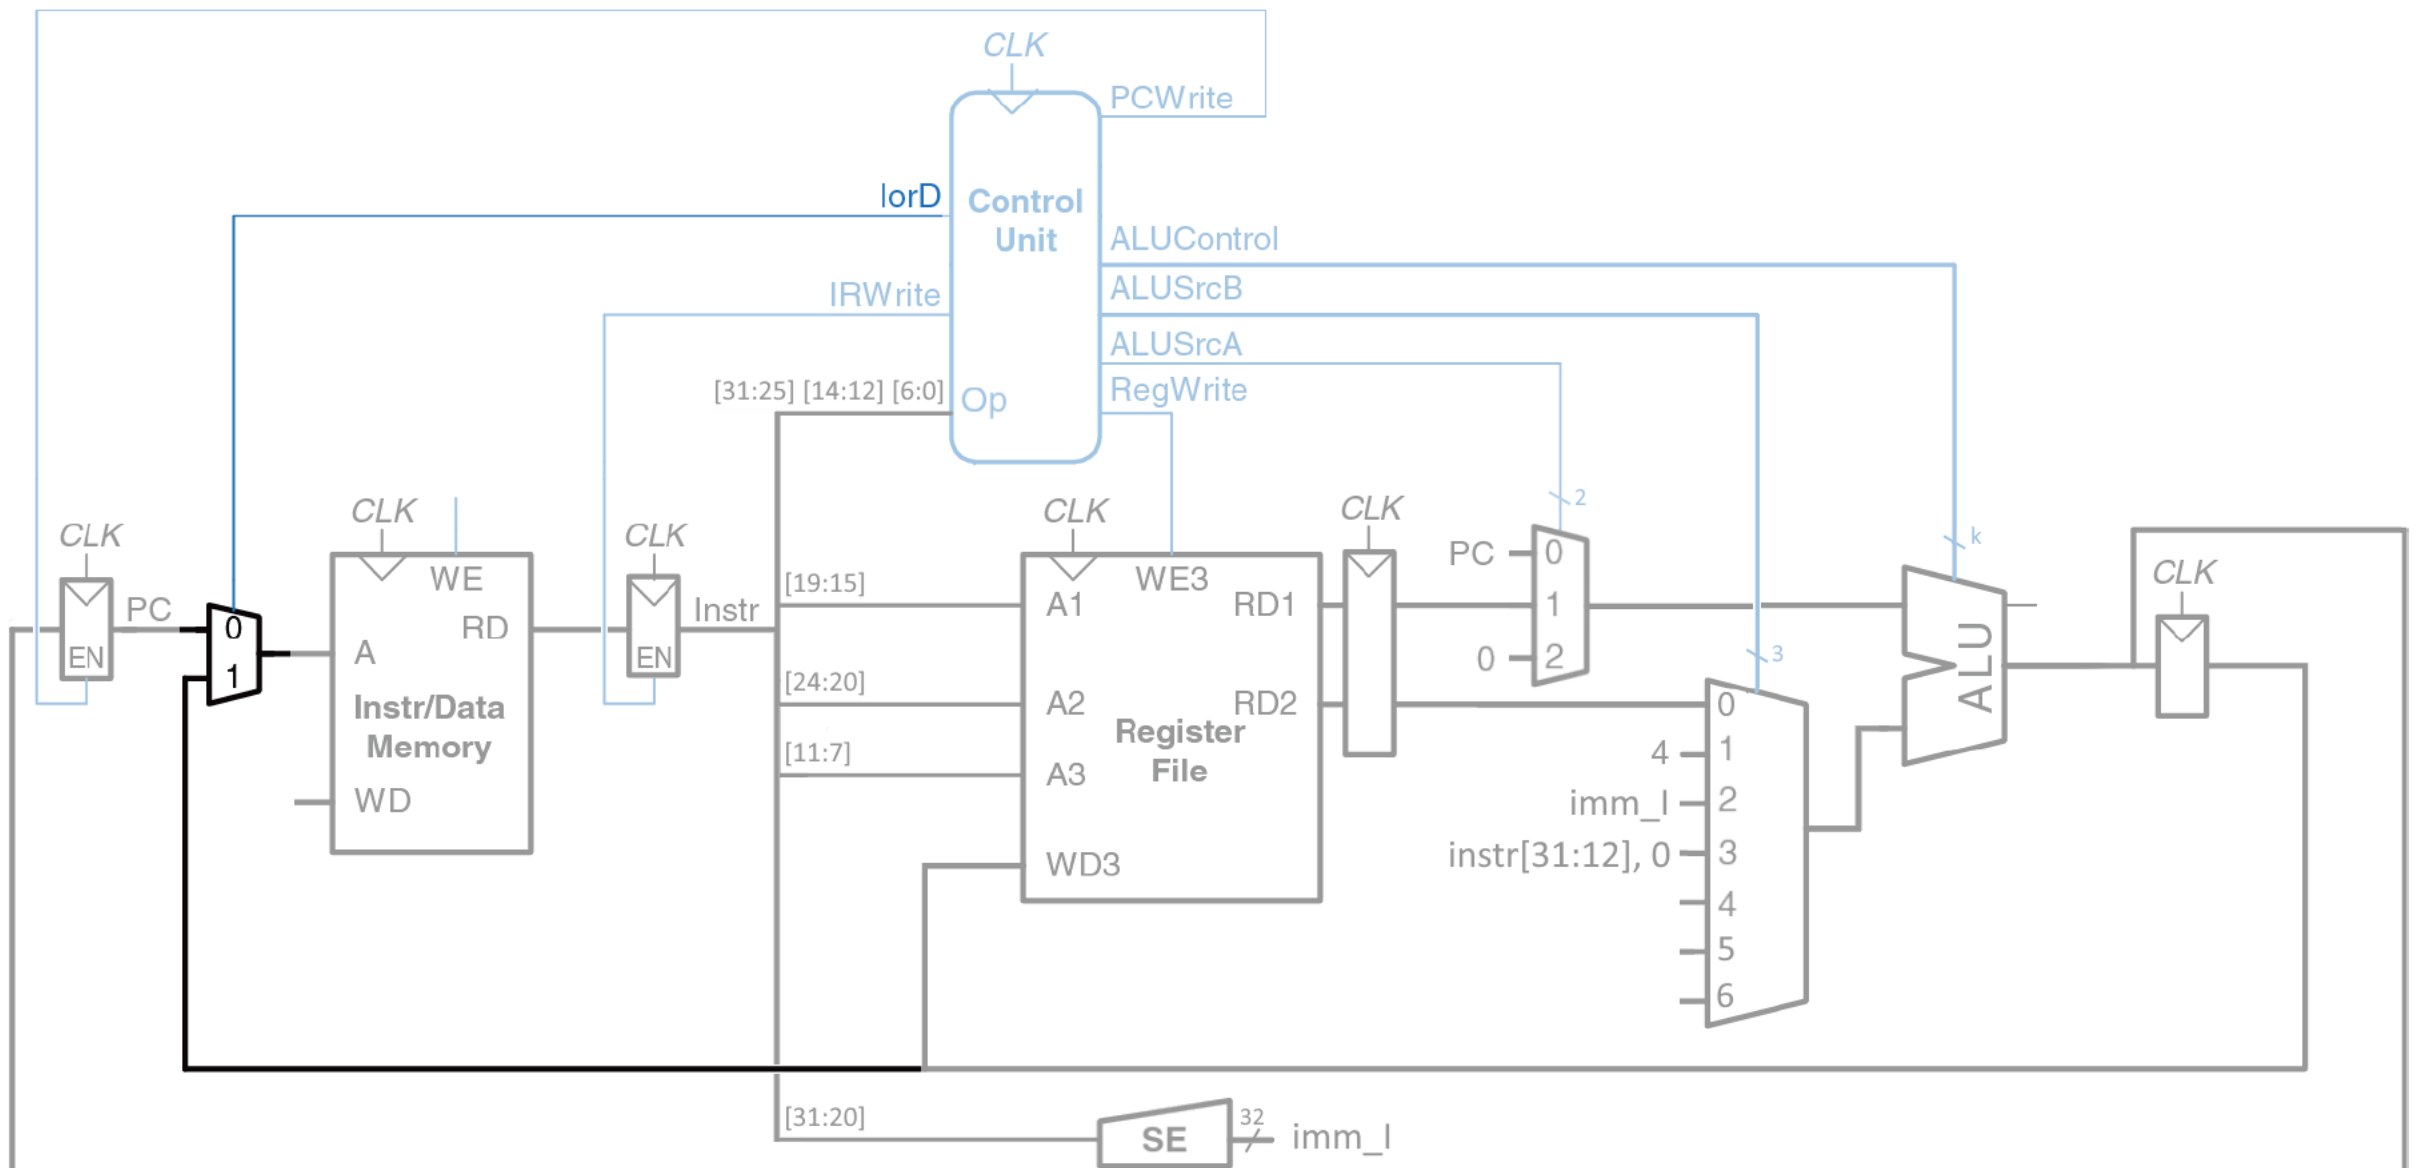 CLK
PCWrite
IorD
Control
Unit
ALUControl
IRWrite
ALUSrcB
ALUSrcA
[31:25] [14:12] [6:0]
Op
RegWrite
CLK
PC
EN
0
1
CLK
WE
A
RD
Instr/Data
Memory
WD
CLK
EN
Instr
[19:15]
[24:20]
[11:7]
CLK
WE3
A1
RD1
A2
RD2
Register
File
A3
WD3
CLK
2
PC 0
1
0 2
3
0
4 1
imm_I 2
instr[31:12], 0 3
4
5
6
k
ALU
CLK
[31:20]
SE
32
imm_I